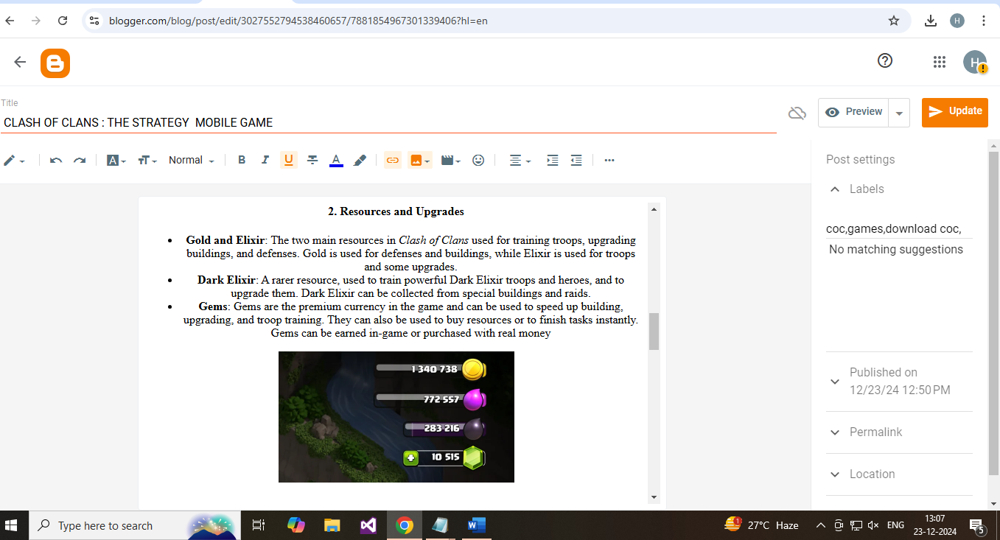 blogger.com/blog/post/edit/3027552794538460657/7881854967301339406?hl=en
H
H
Title
CLASH OF CLANS : THE STRATEGY  MOBILE GAME
Preview
Update
A
Normal
B
I
U
A
2. Resources and Upgrades
Gold and Elixir: The two main resources in Clash of Clans used for training troops, upgrading
buildings, and defenses. Gold is used for defenses and buildings, while Elixir is used for troops
and some upgrades.
Dark Elixir: A rarer resource, used to train powerful Dark Elixir troops and heroes, and to
upgrade them. Dark Elixir can be collected from special buildings and raids.
Gems: Gems are the premium currency in the game and can be used to speed up building,
upgrading, and troop training. They can also be used to buy resources or to finish tasks instantly.
Gems can be earned in-game or purchased with real money
1 340 738
772 557
283 216
10 515
Post settings
Labels
coc,games,download coc,
No matching suggestions
Published on
12/23/24 12:50 PM
Permalink
Location
Type here to search
1
27°C Haze
ENG
13:07
23-12-2024
5